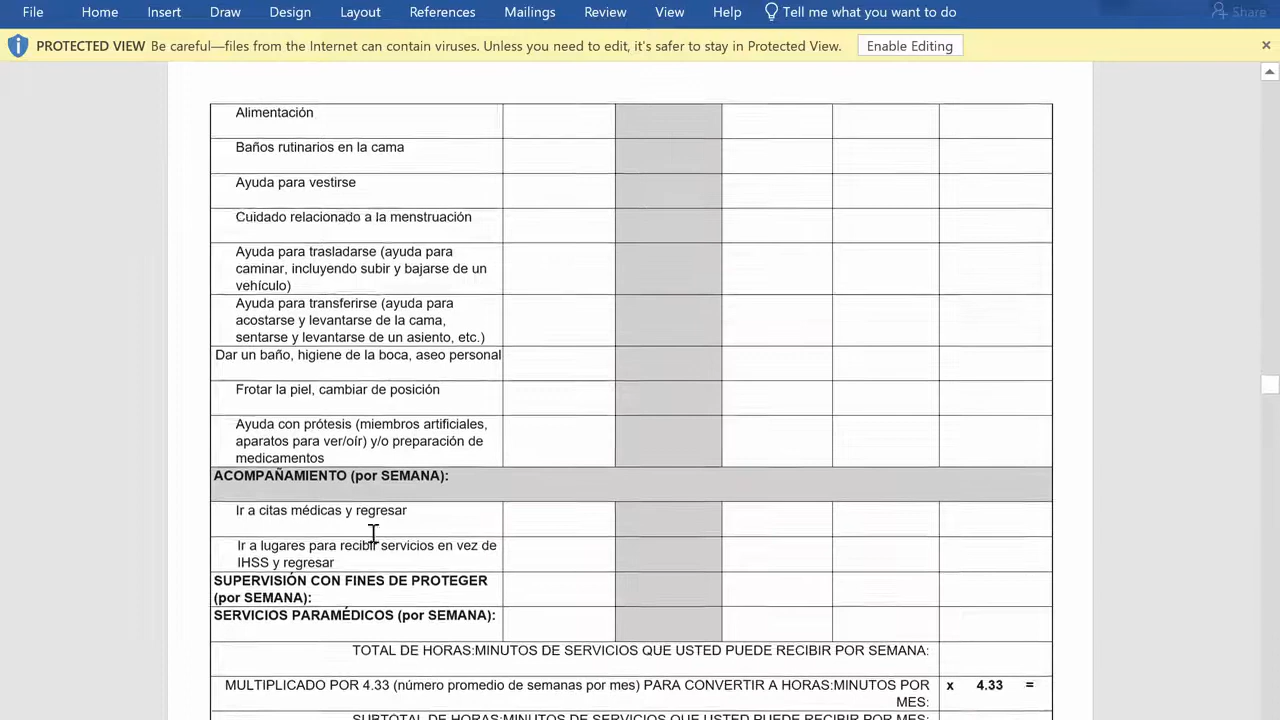 File Home Insert Draw Design Layout References Mailings Review View Help Tell me what you want to do Share
PROTECTED VIEW Be careful—files from the Internet can contain viruses. Unless you need to edit, it's safer to stay in Protected View. Enable Editing
Alimentación
Baños rutinarios en la cama
Ayuda para vestirse
Cuidado relacionado a la menstruación
Ayuda para trasladarse (ayuda para
caminar, incluyendo subir y bajarse de un
vehículo)
Ayuda para transferirse (ayuda para
acostarse y levantarse de la cama,
sentarse y levantarse de un asiento, etc.)
Dar un baño, higiene de la boca, aseo personal
Frotar la piel, cambiar de posición
Ayuda con prótesis (miembros artificiales,
aparatos para ver/oír) y/o preparación de
medicamentos
ACOMPAÑAMIENTO (por SEMANA):
Ir a citas médicas y regresar
Ir a lugares para recibir servicios en vez de
IHSS y regresar
SUPERVISIÓN CON FINES DE PROTEGER
(por SEMANA):
SERVICIOS PARAMÉDICOS (por SEMANA):
TOTAL DE HORAS:MINUTOS DE SERVICIOS QUE USTED PUEDE RECIBIR POR SEMANA:
MULTIPLICADO POR 4.33 (número promedio de semanas por mes) PARA CONVERTIR A HORAS:MINUTOS POR x 4.33 =
MES:
SUBTOTAL DE HORAS:MINUTOS DE SERVICIOS QUE USTED PUEDE RECIBIR POR MES: